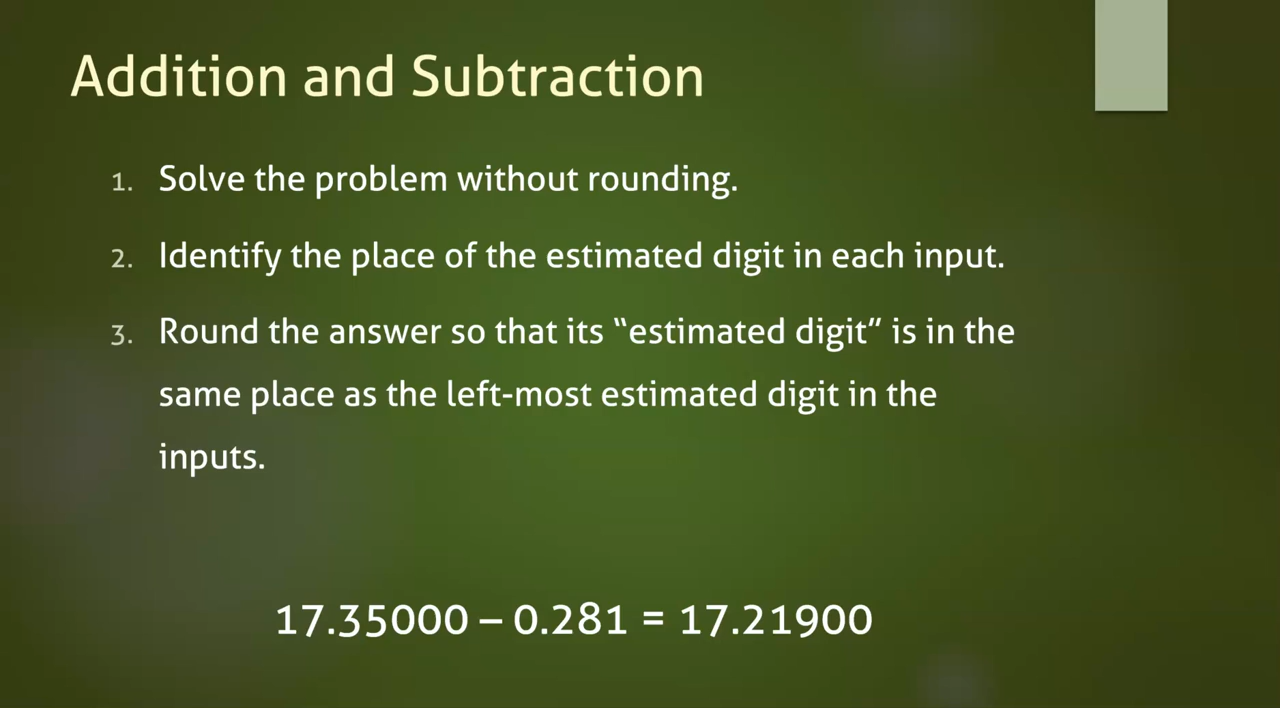 Addition and Subtraction
1. Solve the problem without rounding.
2. Identify the place of the estimated digit in each input.
3. Round the answer so that its “estimated digit” is in the
same place as the left-most estimated digit in the
inputs.
17.35000 – 0.281 = 17.21900